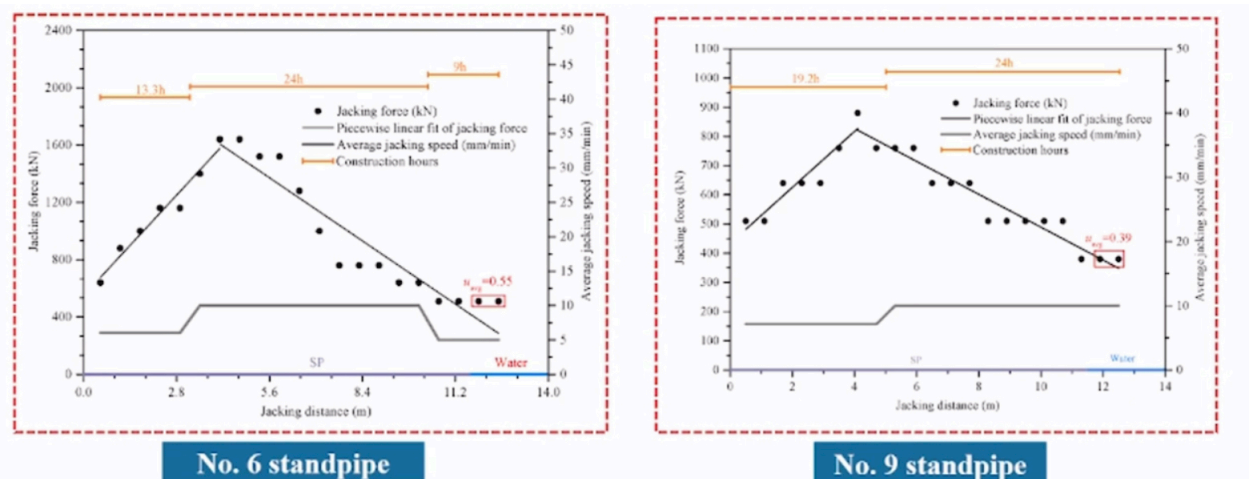 2400
2000
1600
1200
800
400
0
Jacking force (kN)
50
45
40
35
30
25
20
15
10
5
0
Average jacking speed (mm/min)
13.3h
24h
9h
Jacking force (kN)
Piecewise linear fit of jacking force
Average jacking speed (mm/min)
Construction hours
=0.55
SP
Water
0.0 2.8 5.6 8.4 11.2 14.0
Jacking distance (m)
No. 6 standpipe
1100
1000
900
800
700
600
500
400
300
200
100
0
Jacking force (kN)
50
40
30
20
10
0
Average jacking speed (mm/min)
19.2h
24h
Jacking force (kN)
Piecewise linear fit of jacking force
Average jacking speed (mm/min)
Construction hours
=0.39
SP
Water
0 2 4 6 8 10 12 14
Jacking distance (m)
No. 9 standpipe